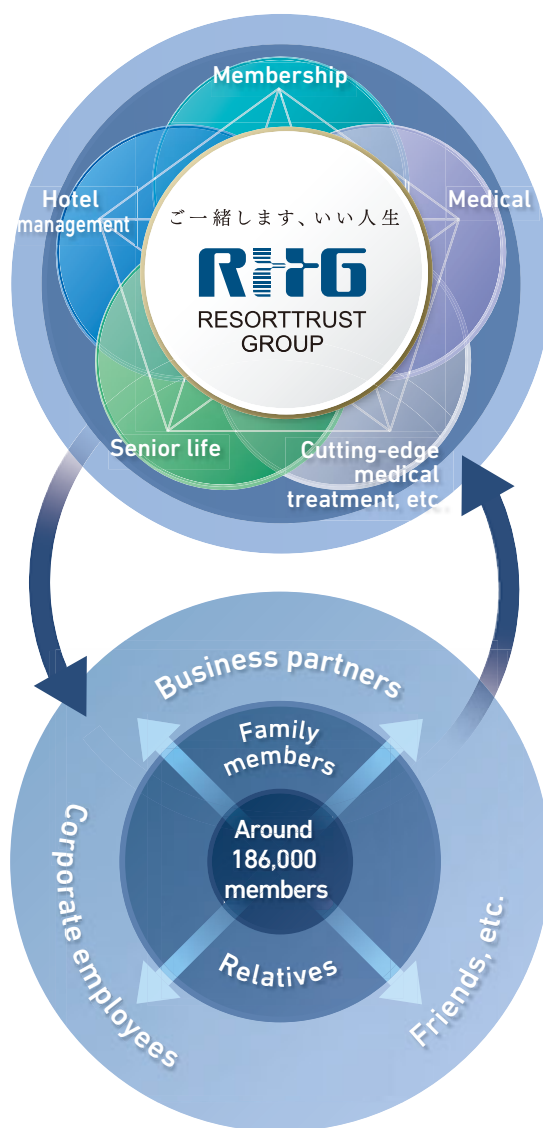 Membership
Hotel
management
Medical
ご一緒します、いい人生
RTTG
RESORTTRUST
GROUP
Senior life
Cutting-edge
medical
treatment, etc.
Business partners
Family
members
Around
186,000
members
Relatives
Corporate employees
Friends, etc.